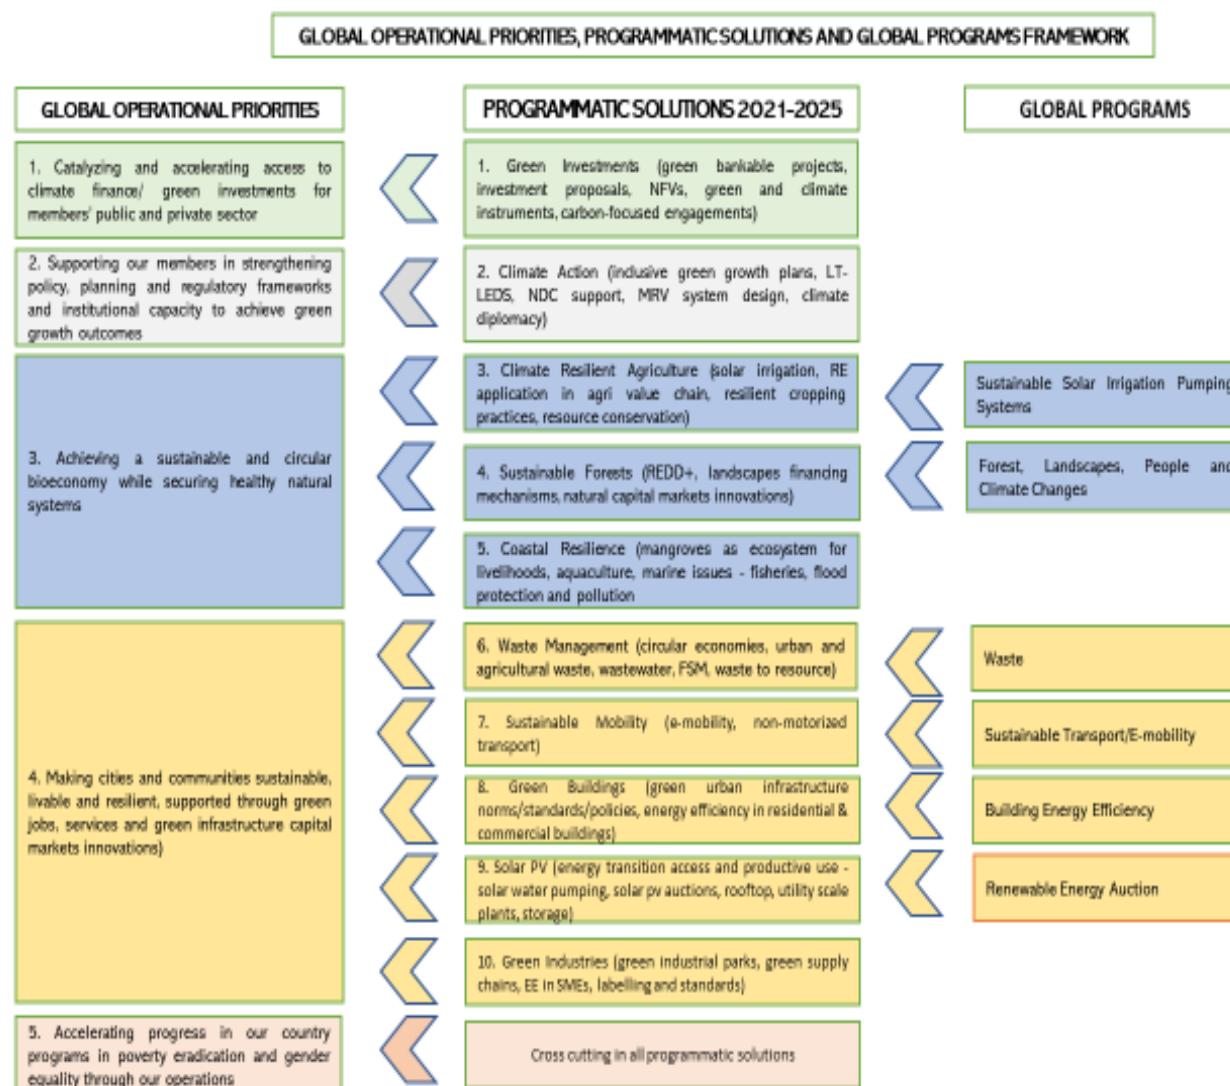 GLOBAL OPERATIONAL PRIORITIES, PROGRAMMATIC SOLUTIONS AND GLOBAL PROGRAMS FRAMEWORK
GLOBAL OPERATIONAL PRIORITIES
PROGRAMMATIC SOLUTIONS 2021-2025
GLOBAL PROGRAMS
1. Catalyzing and accelerating access to
climate finance/ green investments for
members' public and private sector
1. Green Investments (green bankable projects,
investment proposals, NFVs, green and climate
instruments, carbon-focused engagements)
2. Supporting our members in strengthening
policy, planning and regulatory frameworks
and institutional capacity to achieve green
growth outcomes
2. Climate Action (inclusive green growth plans, LT-
LEDS, NDC support, MRV system design, climate
diplomacy)
3. Achieving a sustainable and circular
bioeconomy while securing healthy natural
systems
3. Climate Resilient Agriculture (solar irrigation, RE
application in agri value chain, resilient cropping
practices, resource conservation)
Sustainable Solar Irrigation Pumping
Systems
4. Sustainable Forests (REDD+, landscapes financing
mechanisms, natural capital markets innovations)
Forest, Landscapes, People and
Climate Changes
5. Coastal Resilience (mangroves as ecosystem for
livelihoods, aquaculture, marine issues - fisheries, flood
protection and pollution
4. Making cities and communities sustainable,
livable and resilient, supported through green
jobs, services and green infrastructure capital
markets innovations)
6. Waste Management (circular economies, urban and
agricultural waste, wastewater, FSM, waste to resource)
Waste
7. Sustainable Mobility (e-mobility, non-motorized
transport)
Sustainable Transport/E-mobility
8. Green Buildings (green urban infrastructure
norms/standards/policies, energy efficiency in residential &
commercial buildings)
Building Energy Efficiency
9. Solar PV (energy transition access and productive use -
solar water pumping, solar pv auctions, rooftop, utility scale
plants, storage)
Renewable Energy Auction
10. Green Industries (green industrial parks, green supply
chains, EE in SMEs, labelling and standards)
5. Accelerating progress in our country
programs in poverty eradication and gender
equality through our operations
Cross cutting in all programmatic solutions